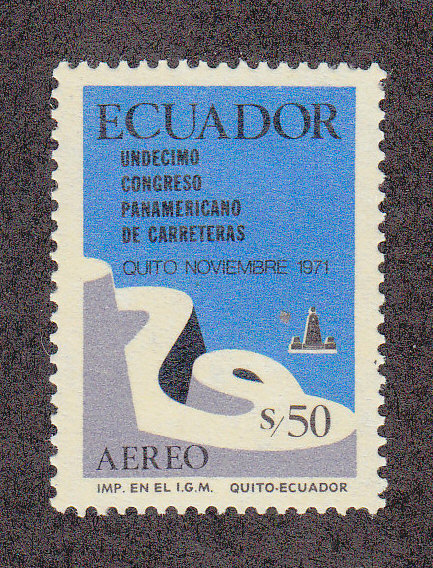 ECUADOR
UNDECIMO
CONGRESO
PANAMERICANO
DE CARRETERAS
QUITO NOVIEMBRE 1971
S/50
AEREO
IMP. EN EL I.G.M. QUITO-ECUADOR